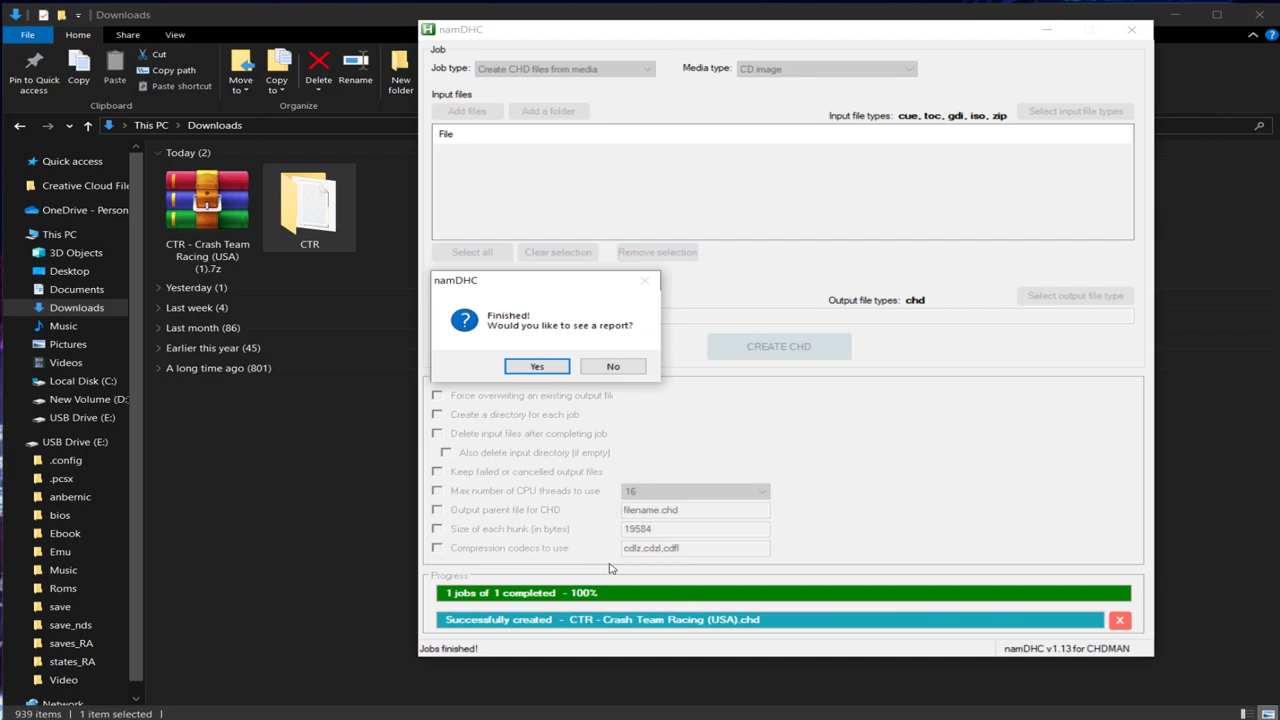 Downloads
File
Home
Share
View
Pin to Quick access
Copy
Paste
Cut
Copy path
Paste shortcut
Clipboard
Move to
Copy to
Delete
Rename
New folder
Organize
This PC
Downloads
Quick access
Creative Cloud File
OneDrive - Person
This PC
3D Objects
Desktop
Documents
Downloads
Music
Pictures
Videos
Local Disk (C:)
New Volume (D:
USB Drive (E:)
USB Drive (E:)
.config
.pcsx
anbernic
bios
Ebook
Emu
Music
Roms
save
save_nds
saves_RA
states_RA
Video
Network
939 items
1 item selected
Today (2)
CTR - Crash Team
Racing (USA)
(1).7z
CTR
Yesterday (1)
Last week (4)
Last month (86)
Earlier this year (45)
A long time ago (801)
namDHC
Job
Job type:
Create CHD files from media
Media type:
CD image
Input files
Add files
Add a folder
Input file types: cue, toc, gdi, iso, zip
Select input file types
File
Select all
Clear selection
Remove selection
Output file types: chd
Select output file type
CREATE CHD
namDHC
Finished!
Would you like to see a report?
Yes
No
Force overwriting an existing output fil
Create a directory for each job
Delete input files after completing job
Also delete input directory (if empty)
Keep failed or cancelled output files
Max number of CPU threads to use
16
Output parent file for CHD
filename.chd
Size of each hunk (in bytes)
19584
Compression codecs to use
cdlz,cdzl,cdfl
Progress
1 jobs of 1 completed - 100%
Successfully created - CTR - Crash Team Racing (USA).chd
Jobs finished!
namDHC v1.13 for CHDMAN